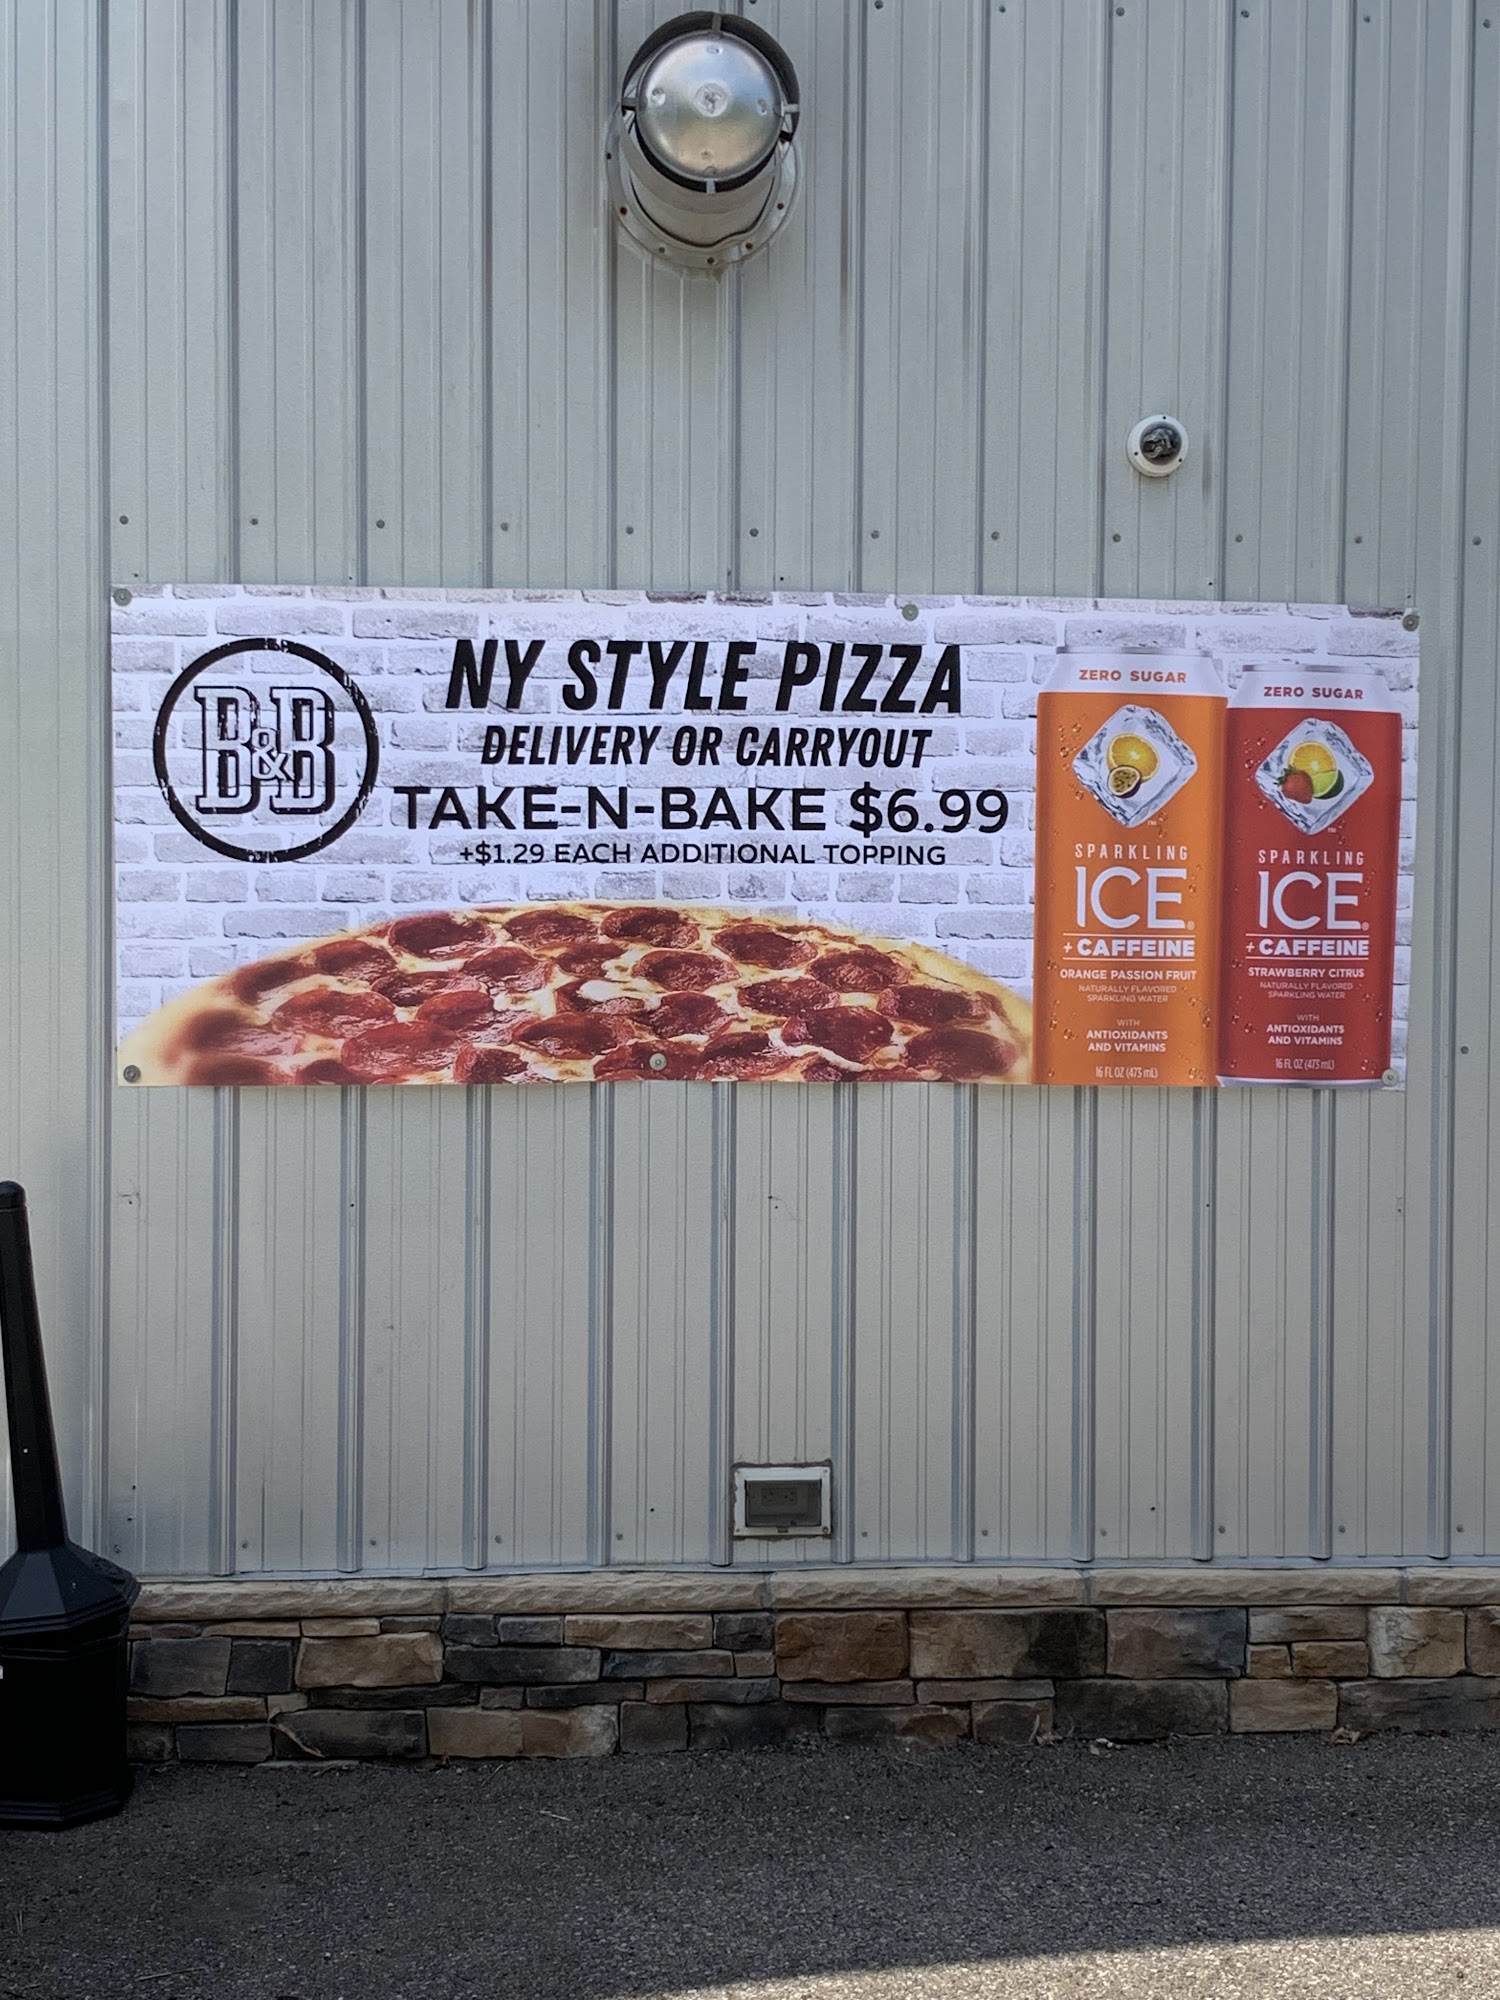 B&B
NY STYLE PIZZA
DELIVERY OR CARRYOUT
TAKE-N-BAKE $6.99
+$1.29 EACH ADDITIONAL TOPPING
ZERO SUGAR
SPARKLING
ICE®
+ CAFFEINE
ORANGE PASSION FRUIT
NATURALLY FLAVORED
SPARKLING WATER
WITH
ANTIOXIDANTS
AND VITAMINS
16 FL OZ (473 mL)
ZERO SUGAR
SPARKLING
ICE®
+ CAFFEINE
STRAWBERRY CITRUS
NATURALLY FLAVORED
SPARKLING WATER
WITH
ANTIOXIDANTS
AND VITAMINS
16 FL OZ (473 mL)